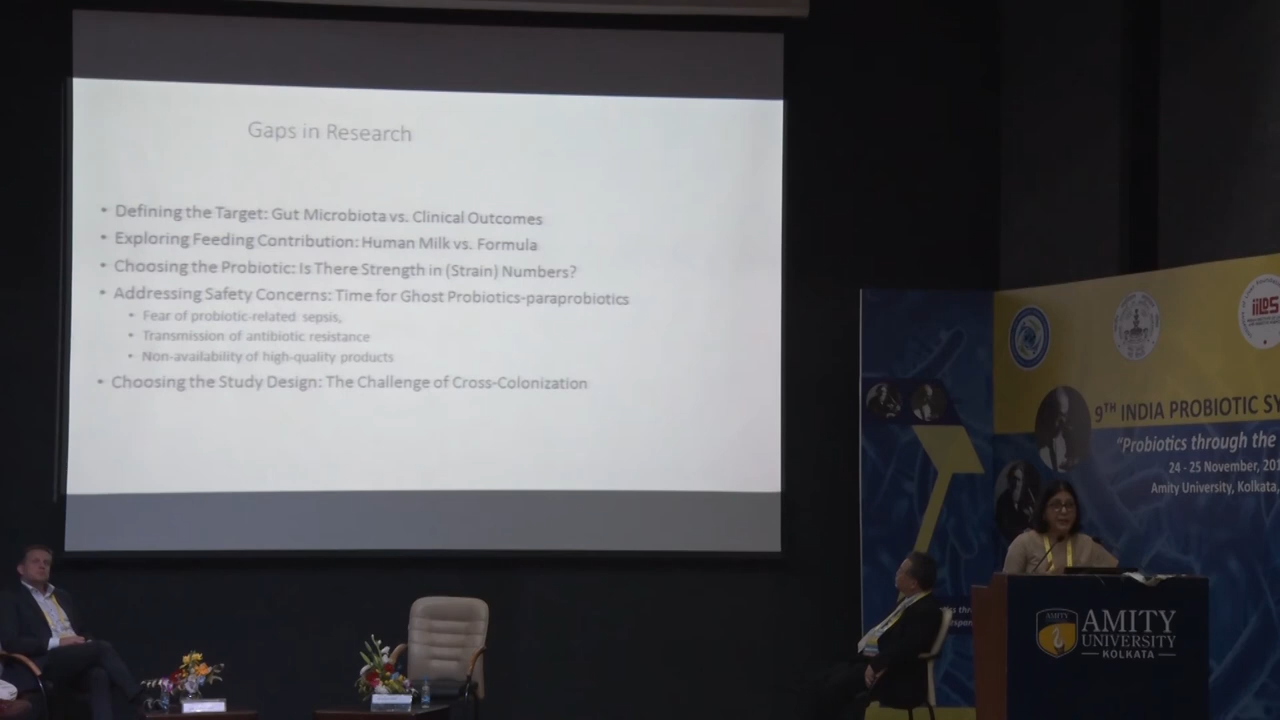 Gaps in Research
• Defining the Target: Gut Microbiota vs. Clinical Outcomes
• Exploring Feeding Contribution: Human Milk vs. Formula
• Choosing the Probiotic: Is There Strength in (Strain) Numbers?
• Addressing Safety Concerns: Time for Ghost Probiotics-paraprobiotics
• Fear of probiotic-related sepsis,
• Transmission of antibiotic resistance
• Non-availability of high-quality products
• Choosing the Study Design: The Challenge of Cross-Colonization
iiLOS
9TH INDIA PROBIOTIC SY
"Probiotics through the
24 - 25 November, 201
Amity University, Kolkata,
AMITY
UNIVERSITY
KOLKATA